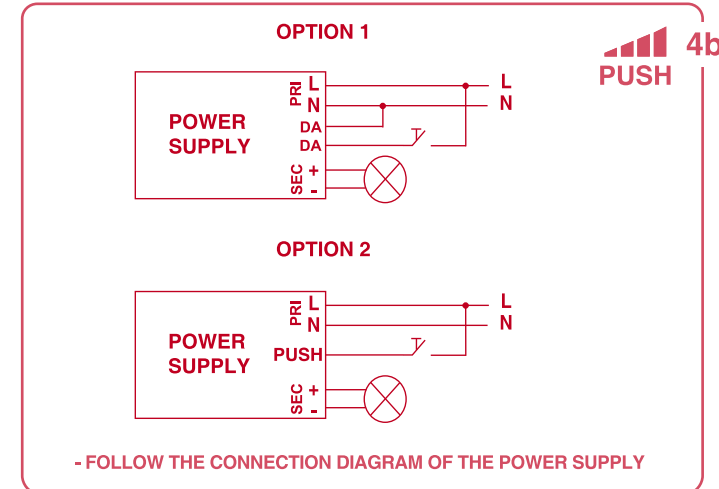 OPTION 1
4b
PUSH
PRI
L
L
N
N
POWER
SUPPLY
DA
DA
SEC
+
-
OPTION 2
PRI
L
L
N
N
POWER
SUPPLY
PUSH
SEC
+
-
- FOLLOW THE CONNECTION DIAGRAM OF THE POWER SUPPLY